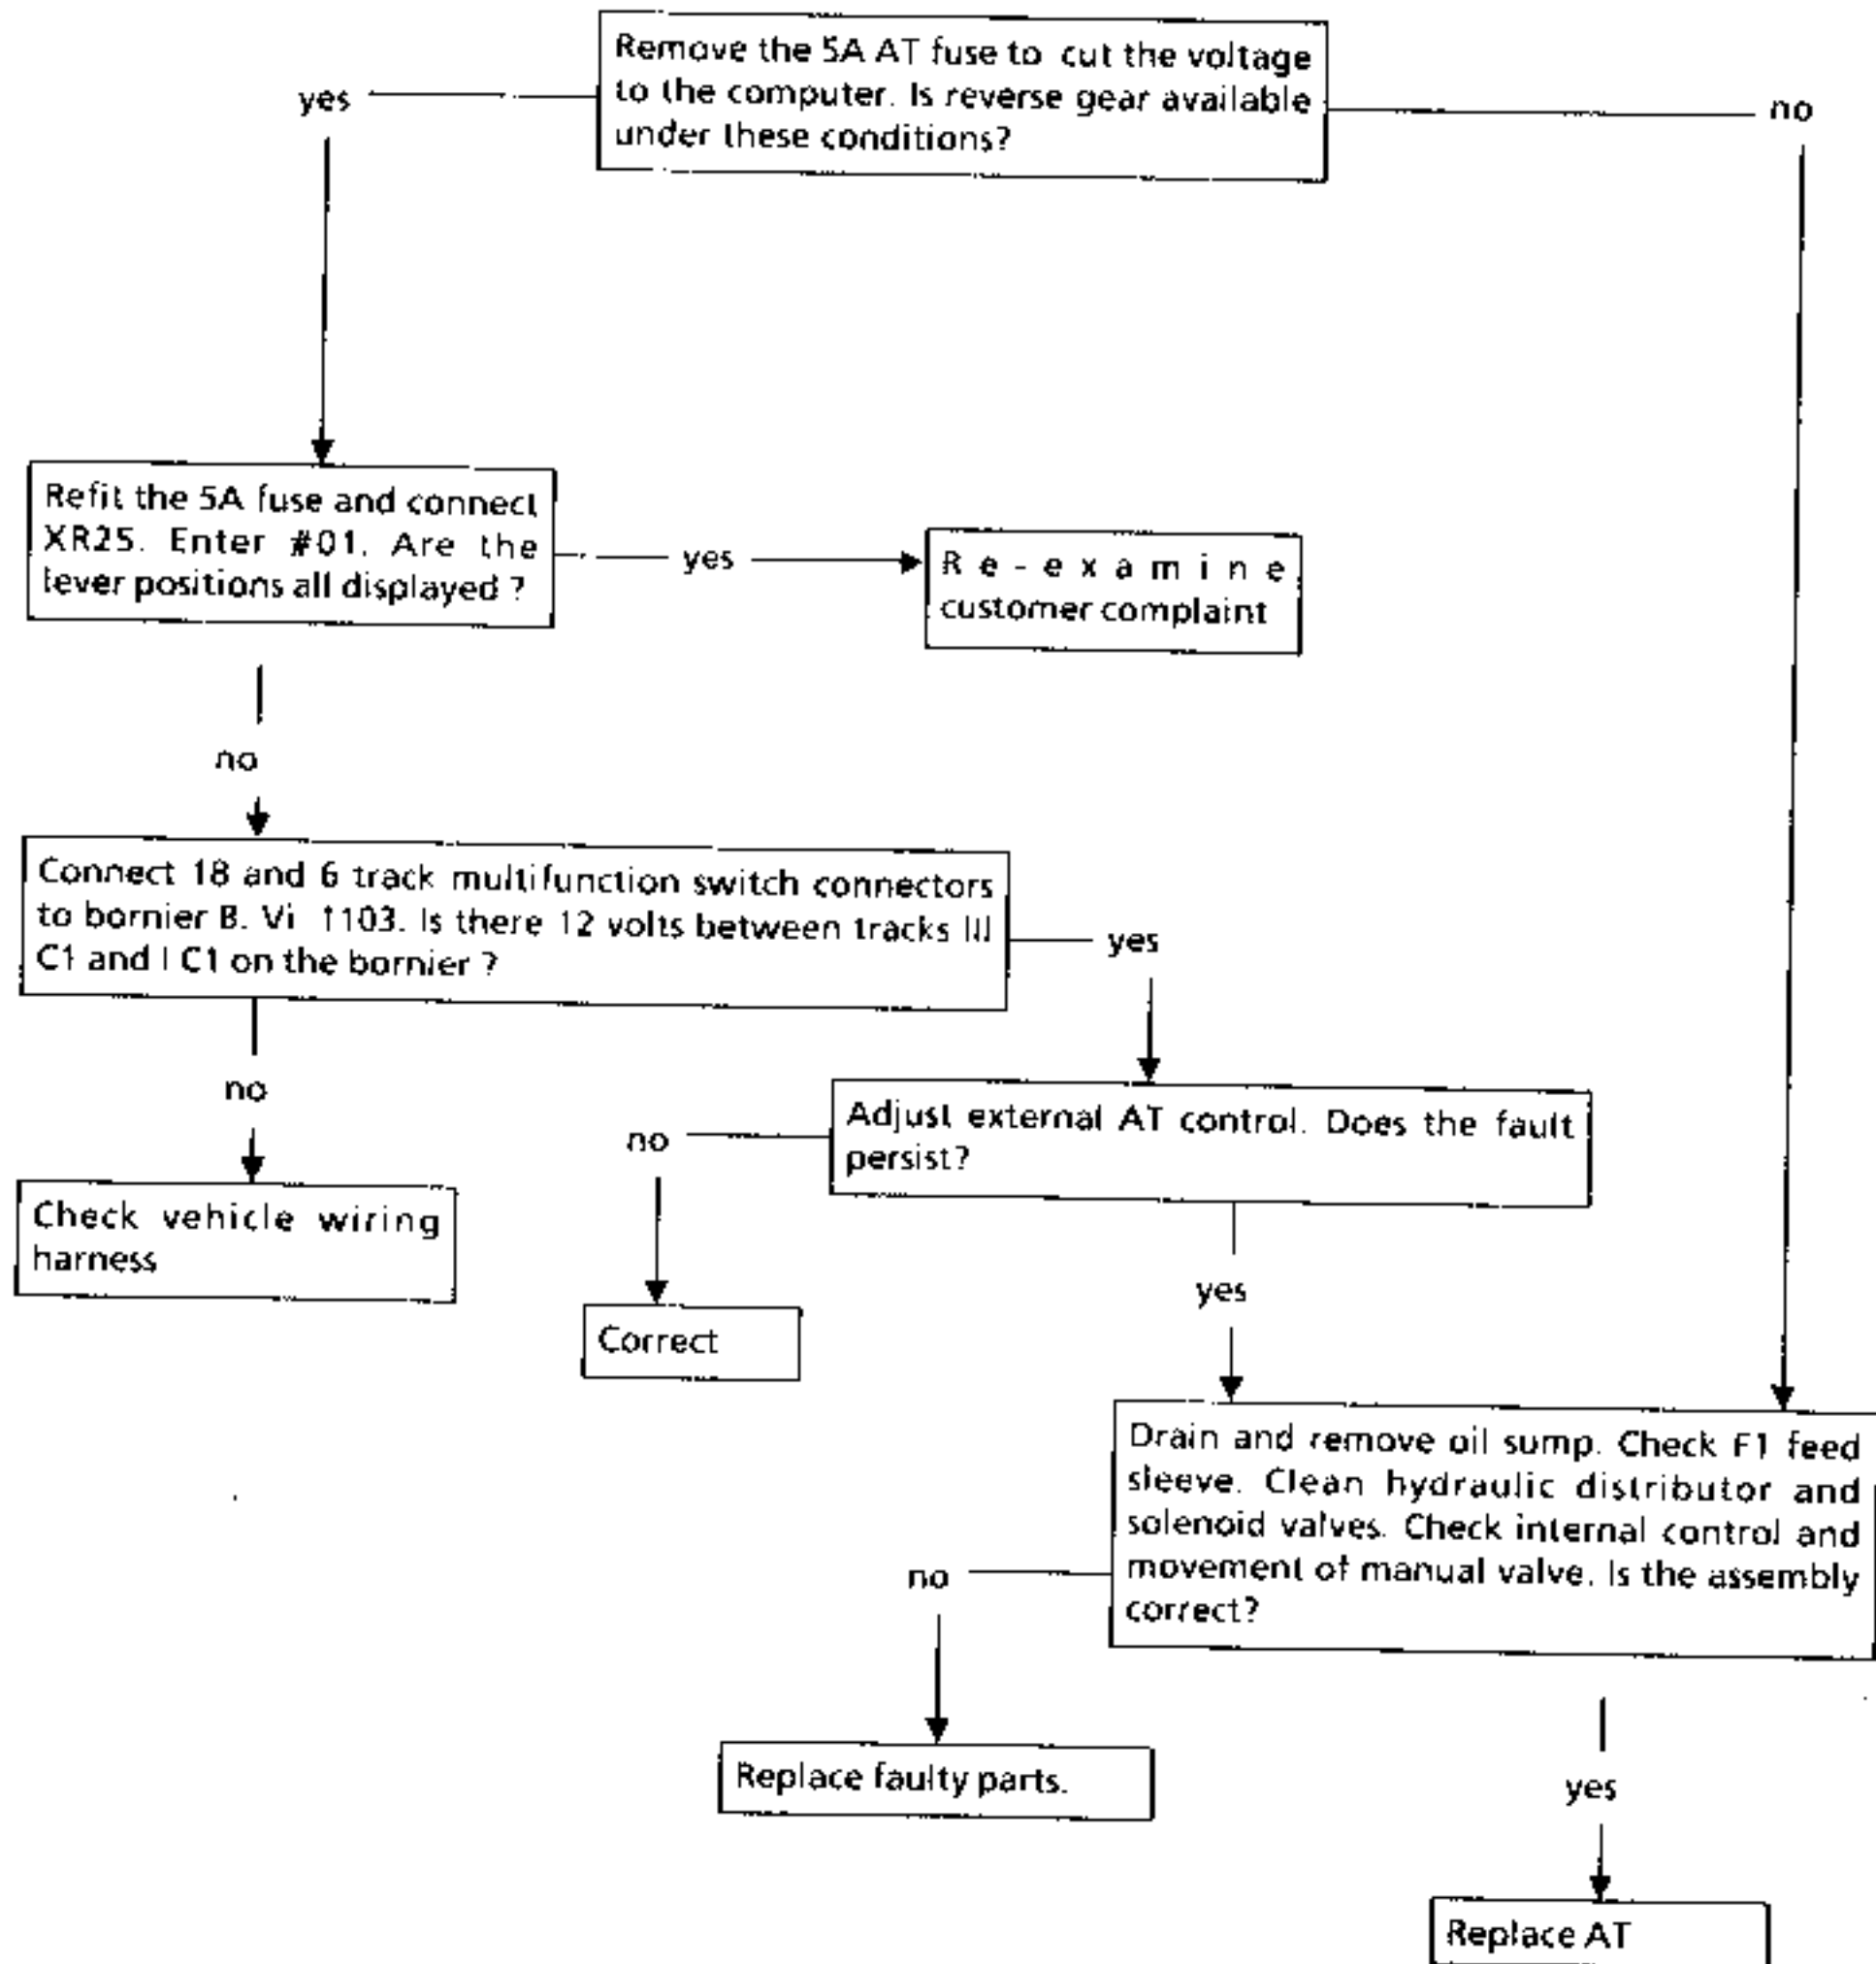 Remove the 5A AT fuse to cut the voltage
to the computer. Is reverse gear available
under these conditions?
yes
no
Refit the 5A fuse and connect
XR25. Enter #01. Are the
lever positions all displayed ?
yes
Re-examine
customer complaint
no
Connect 18 and 6 track multifunction switch connectors
to bornier B. Vi 1103. Is there 12 volts between tracks III
C1 and I C1 on the bornier ?
yes
no
Adjust external AT control. Does the fault
persist?
no
Check vehicle wiring
harness
yes
Correct
Drain and remove oil sump. Check F1 feed
sleeve. Clean hydraulic distributor and
solenoid valves. Check internal control and
movement of manual valve. Is the assembly
correct?
no
Replace faulty parts.
yes
Replace AT